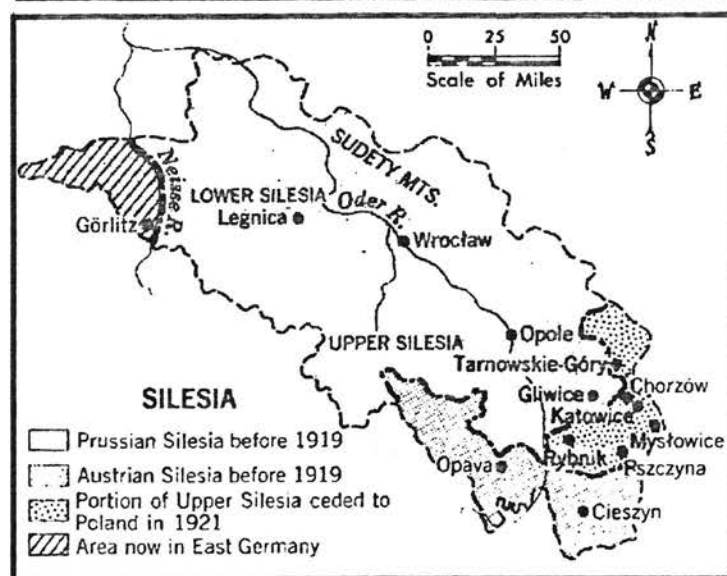 0 25 50
Scale of Miles
N
W E
S
SUDETY MTS.
Neisse R.
LOWER SILESIA
Oder R.
Legnica
Görlitz
Wrocław
Opole
UPPER SILESIA
Tarnowskie-Góry
Chorzów
Gliwice
Katowice
Mysłowice
Rybnik
Pszczyna
Opava
Cieszyn
SILESIA
Prussian Silesia before 1919
Austrian Silesia before 1919
Portion of Upper Silesia ceded to
Poland in 1921
Area now in East Germany